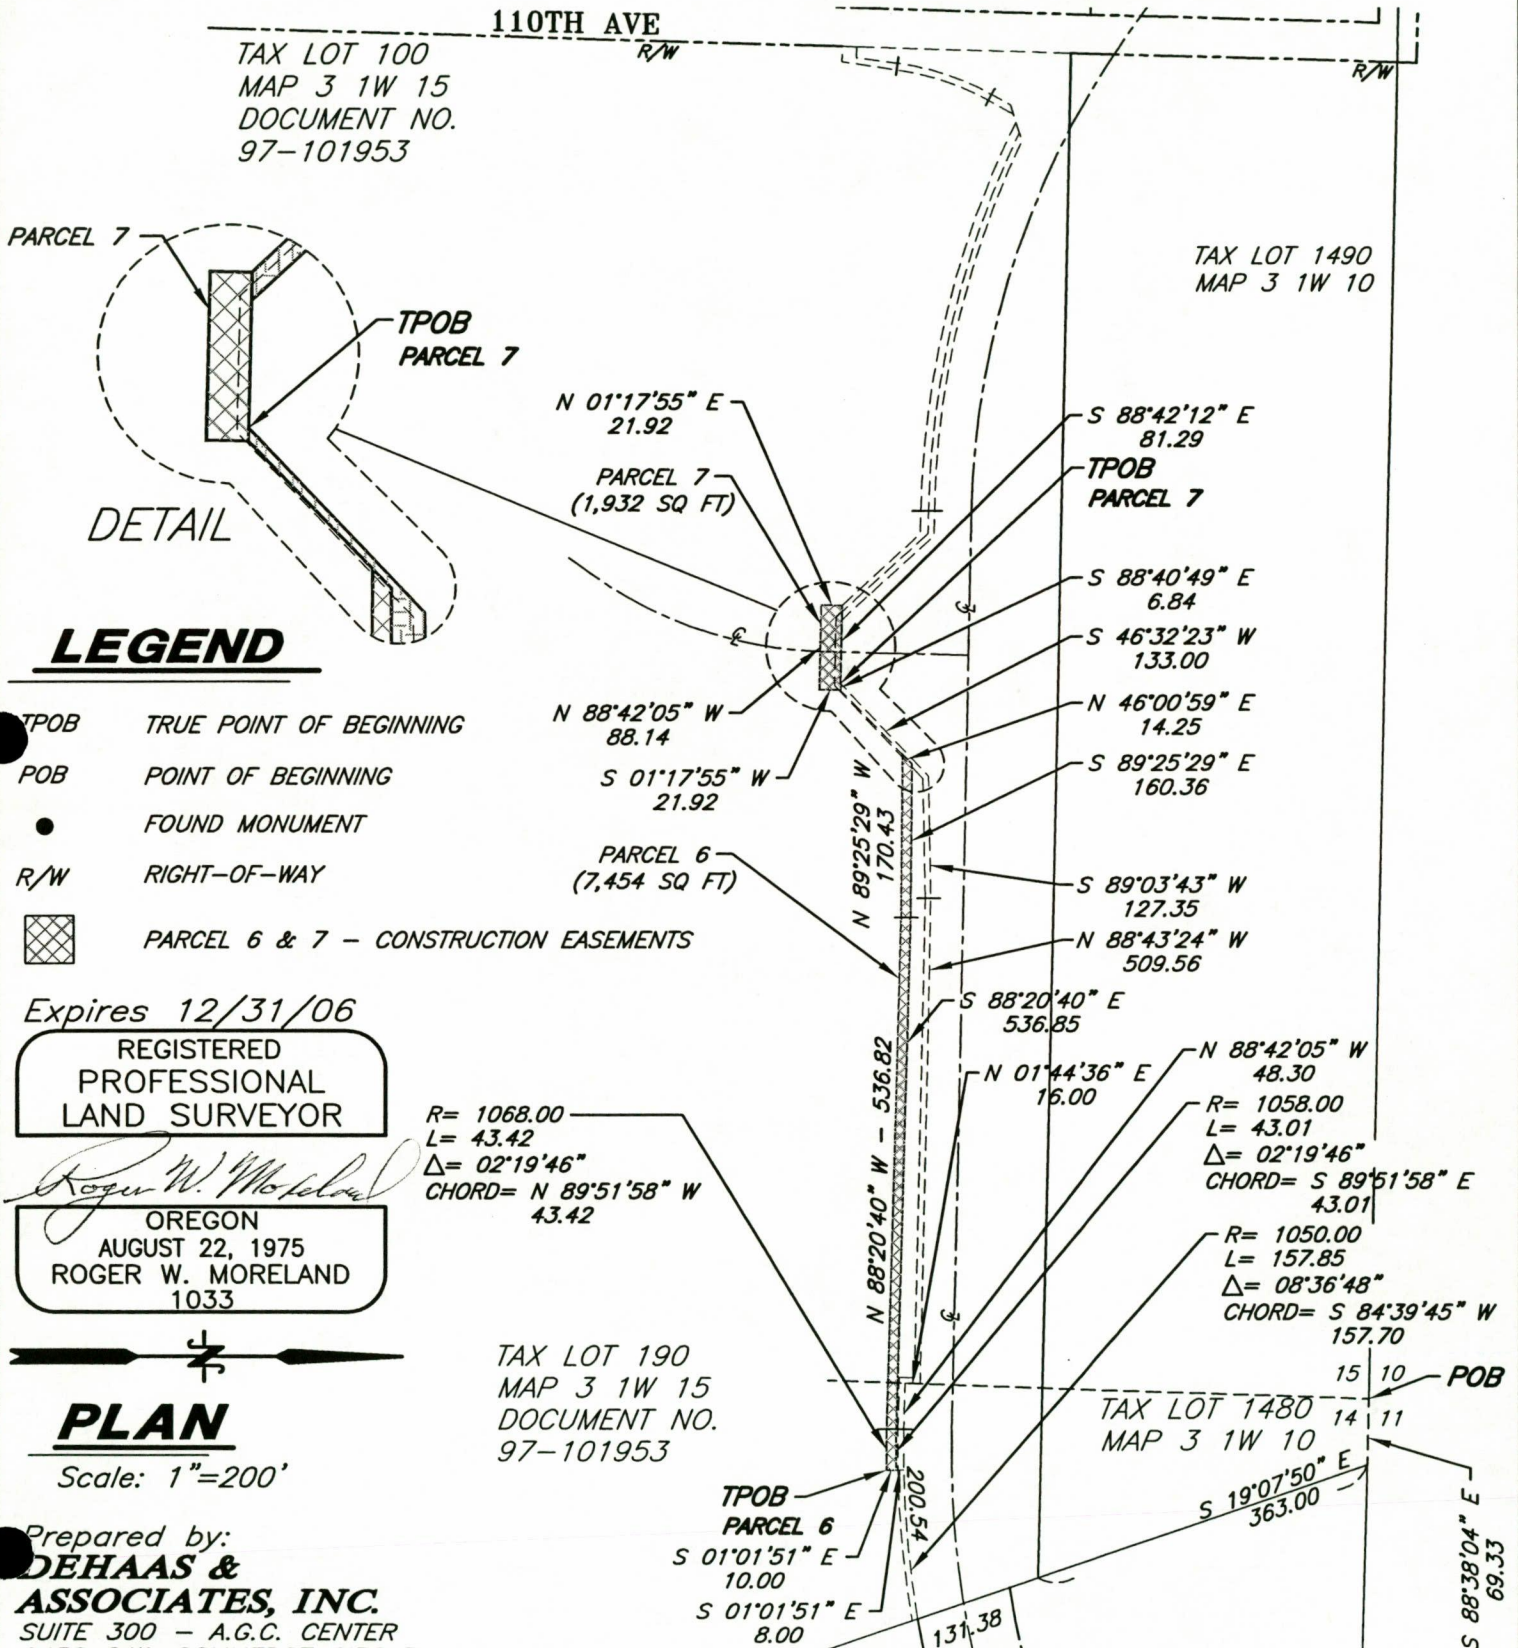 110TH AVE
R/W
R/W
TAX LOT 100
MAP 3 1W 15
DOCUMENT NO.
97-101953
PARCEL 7
TPOB
PARCEL 7
DETAIL
TAX LOT 1490
MAP 3 1W 10
N 01°17'55" E
21.92
PARCEL 7
(1,932 SQ FT)
N 88°42'05" W
88.14
S 01°17'55" W
21.92
PARCEL 6
(7,454 SQ FT)
S 88°42'12" E
81.29
TPOB
PARCEL 7
S 88°40'49" E
6.84
S 46°32'23" W
133.00
N 46°00'59" E
14.25
S 89°25'29" E
160.36
N 89°25'29" W
170.43
S 89°03'43" W
127.35
N 88°43'24" W
509.56
S 88°20'40" E
536.85
N 01°44'36" E
16.00
N 88°42'05" W
48.30
N 88°20'40" W - 536.82
LEGEND
TPOB TRUE POINT OF BEGINNING
POB POINT OF BEGINNING
FOUND MONUMENT
R/W RIGHT-OF-WAY
PARCEL 6 & 7 - CONSTRUCTION EASEMENTS
Expires 12/31/06
REGISTERED
PROFESSIONAL
LAND SURVEYOR
Roger W. Moreland
OREGON
AUGUST 22, 1975
ROGER W. MORELAND
1033
R= 1068.00
L= 43.42
Δ= 02°19'46"
CHORD= N 89°51'58" W
43.42
R= 1058.00
L= 43.01
Δ= 02°19'46"
CHORD= S 89°51'58" E
43.01
R= 1050.00
L= 157.85
Δ= 08°36'48"
CHORD= S 84°39'45" W
157.70
N
PLAN
Scale: 1"=200'
TAX LOT 190
MAP 3 1W 15
DOCUMENT NO.
97-101953
15 10
14 11
POB
TAX LOT 1480
MAP 3 1W 10
S 19°07'50" E
363.00
S 88°38'04" E
69.33
TPOB
PARCEL 6
S 01°01'51" E
10.00
S 01°01'51" E
8.00
200.54
131.38
Prepared by:
DEHAAS &
ASSOCIATES, INC.
SUITE 300 - A.G.C. CENTER